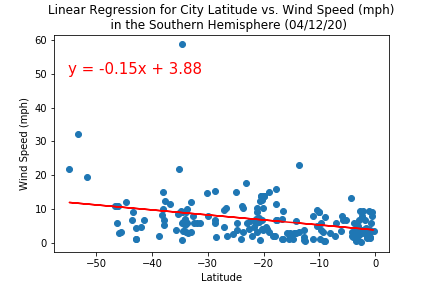 Linear Regression for City Latitude vs. Wind Speed (mph)
in the Southern Hemisphere (04/12/20)
60
50
40
30
20
10
0
y = -0.15x + 3.88
Wind Speed (mph)
−50
−40
−30
−20
−10
0
Latitude